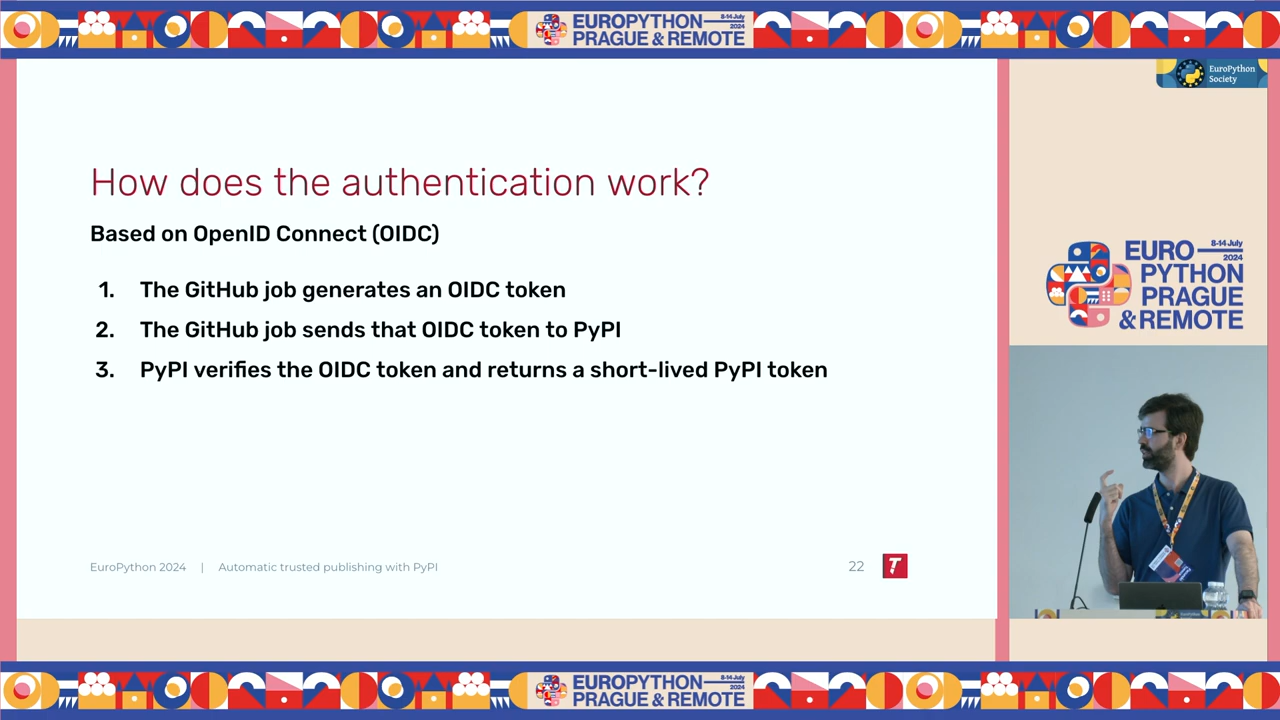 EUROPYTHON
8-14 July
2024
PRAGUE & REMOTE
EuroPython
Society
How does the authentication work?
Based on OpenID Connect (OIDC)
1. The GitHub job generates an OIDC token
2. The GitHub job sends that OIDC token to PyPI
3. PyPI verifies the OIDC token and returns a short-lived PyPI token
EuroPython 2024 | Automatic trusted publishing with PyPI
22
T
EURO
8-14 July
2024
PYTHON
PRAGUE
& REMOTE
EUROPYTHON
8-14 July
2024
PRAGUE & REMOTE